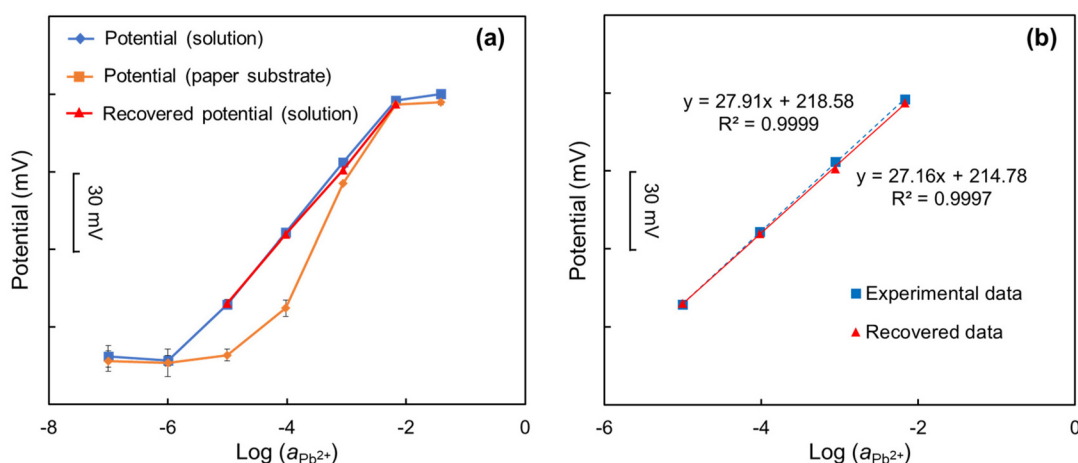 (a)
Potential (solution)
Potential (paper substrate)
Recovered potential (solution)
Potential (mV)
30 mV
-8
-6
-4
-2
0
Log (aPb2+)
(b)
y = 27.91x + 218.58
R² = 0.9999
y = 27.16x + 214.78
R² = 0.9997
Potential (mV)
30 mV
Experimental data
Recovered data
-6
-4
-2
0
Log (aPb2+)